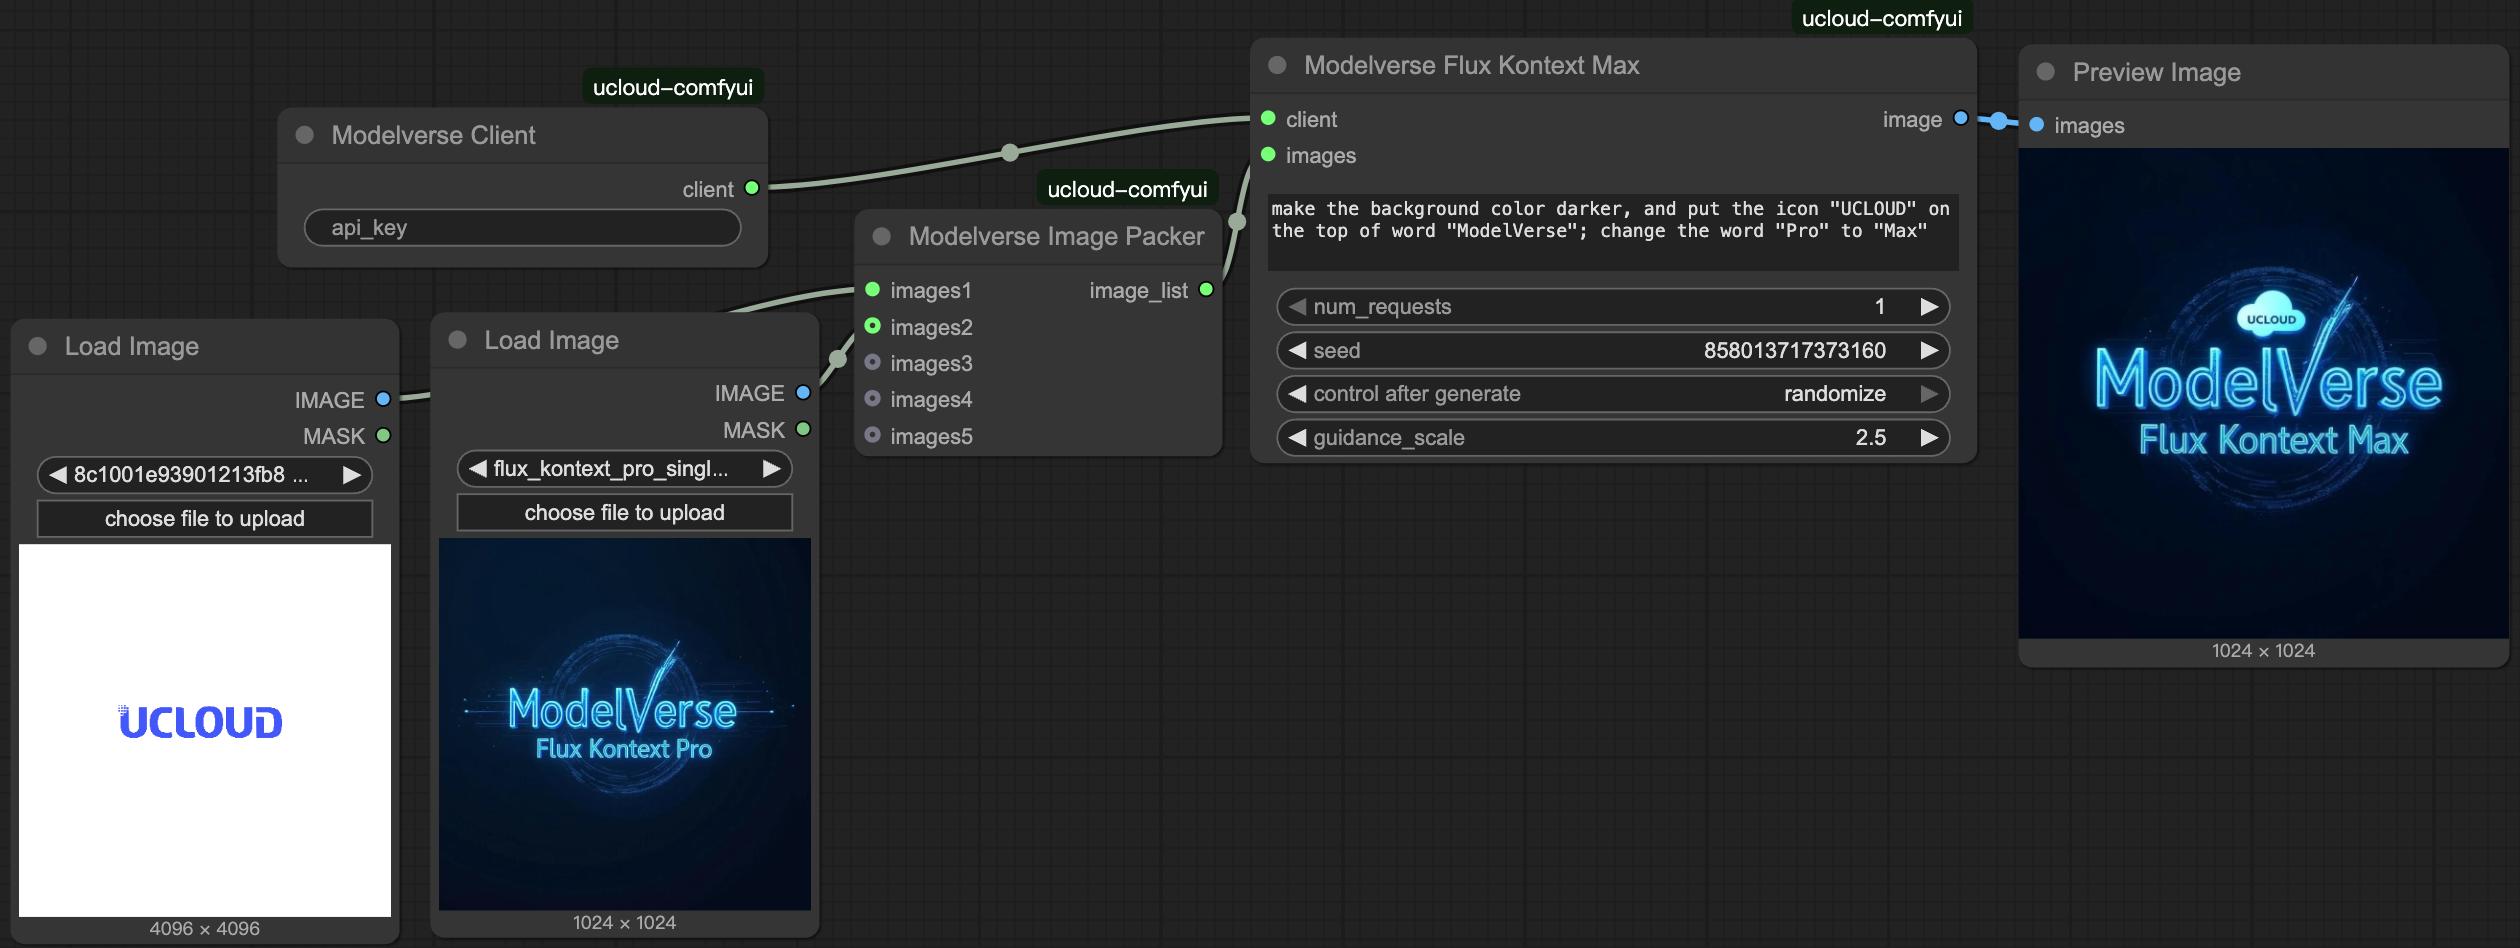 ucloud-comfyui
Modelverse Client
client
api_key
Load Image
IMAGE
MASK
8c1001e93901213fb8 ...
choose file to upload
UCLOUD
4096 × 4096
Load Image
IMAGE
MASK
flux_kontext_pro_singl...
choose file to upload
ModelVerse
Flux Kontext Pro
1024 × 1024
ucloud-comfyui
Modelverse Image Packer
images1 image_list
images2
images3
images4
images5
ucloud-comfyui
Modelverse Flux Kontext Max
client image
images
make the background color darker, and put the icon "UCLOUD" on
the top of word "ModelVerse"; change the word "Pro" to "Max"
num_requests 1
seed 858013717373160
control after generate randomize
guidance_scale 2.5
Preview Image
images
UCLOUD
ModelVerse
Flux Kontext Max
1024 × 1024